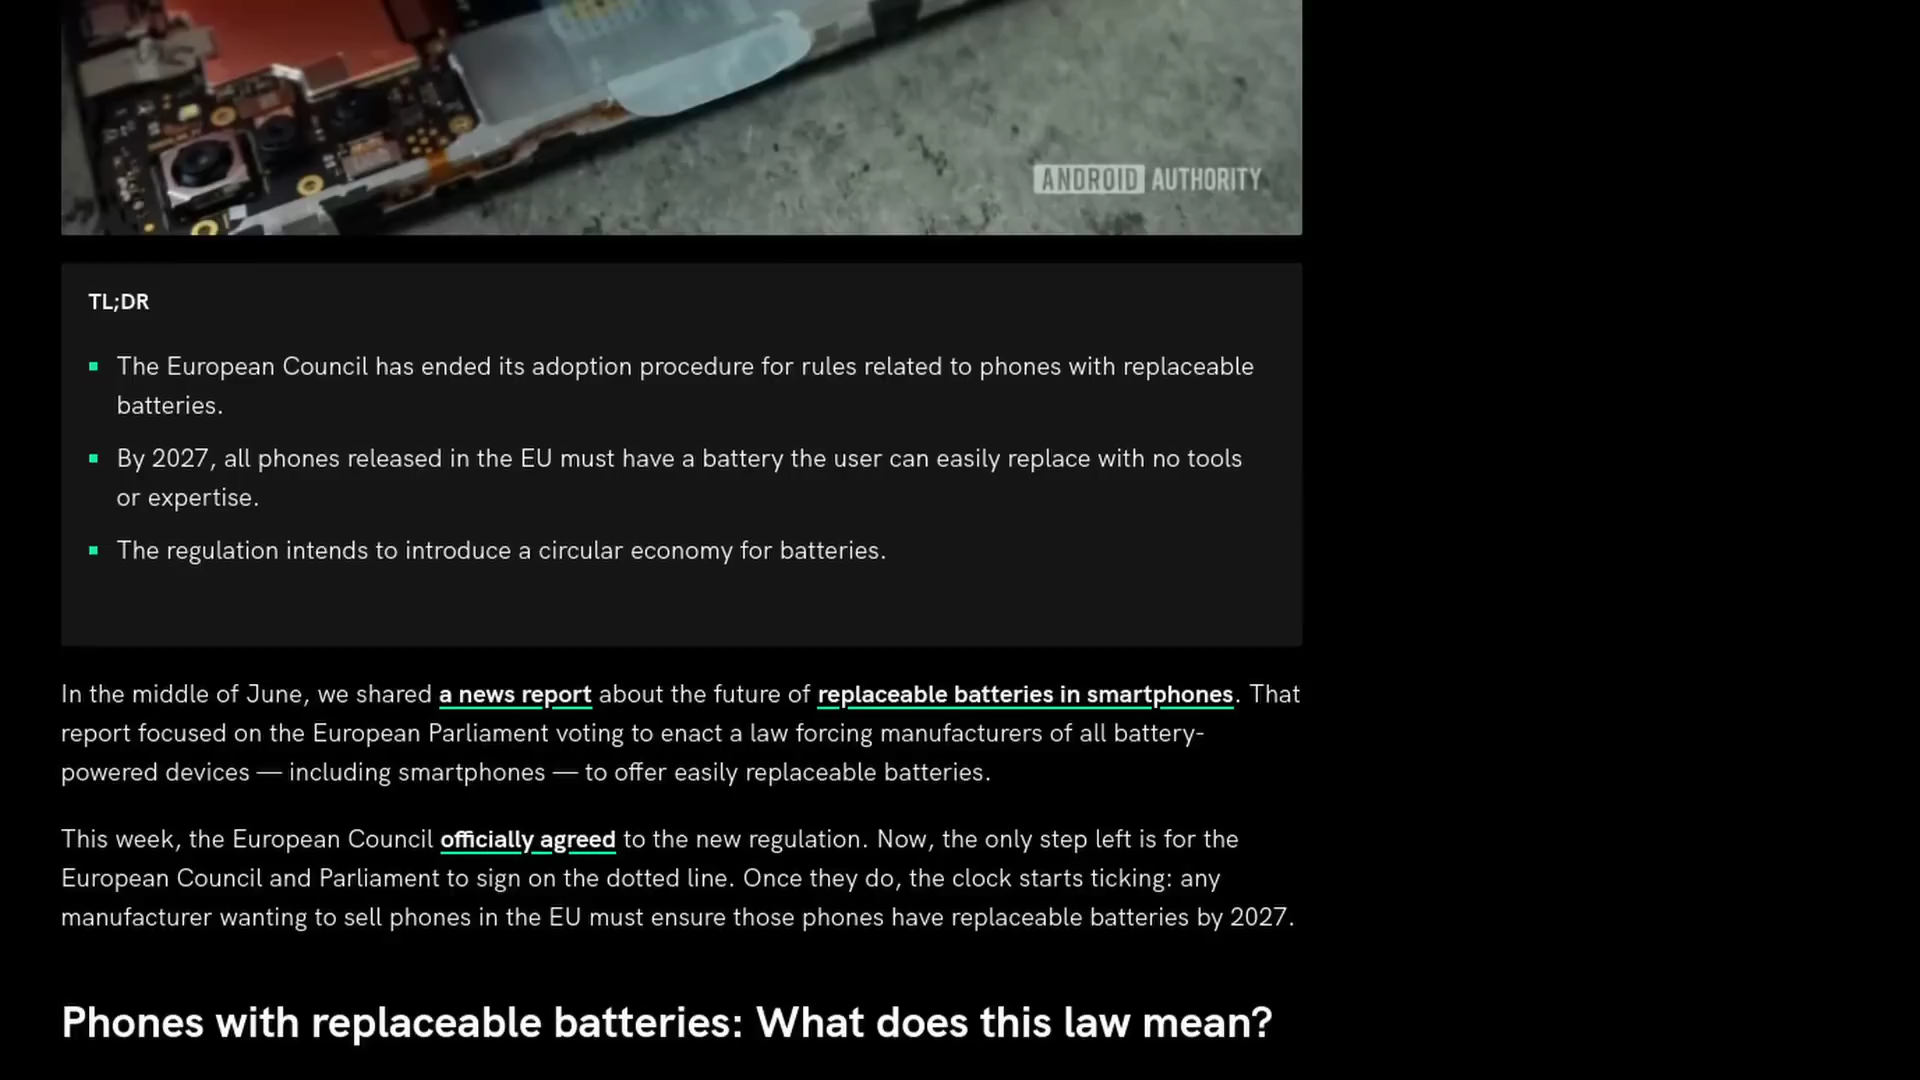 ANDROID AUTHORITY
TL;DR
The European Council has ended its adoption procedure for rules related to phones with replaceable
batteries.
By 2027, all phones released in the EU must have a battery the user can easily replace with no tools
or expertise.
The regulation intends to introduce a circular economy for batteries.
In the middle of June, we shared a news report about the future of replaceable batteries in smartphones. That
report focused on the European Parliament voting to enact a law forcing manufacturers of all battery-
powered devices — including smartphones — to offer easily replaceable batteries.
This week, the European Council officially agreed to the new regulation. Now, the only step left is for the
European Council and Parliament to sign on the dotted line. Once they do, the clock starts ticking: any
manufacturer wanting to sell phones in the EU must ensure those phones have replaceable batteries by 2027.
Phones with replaceable batteries: What does this law mean?